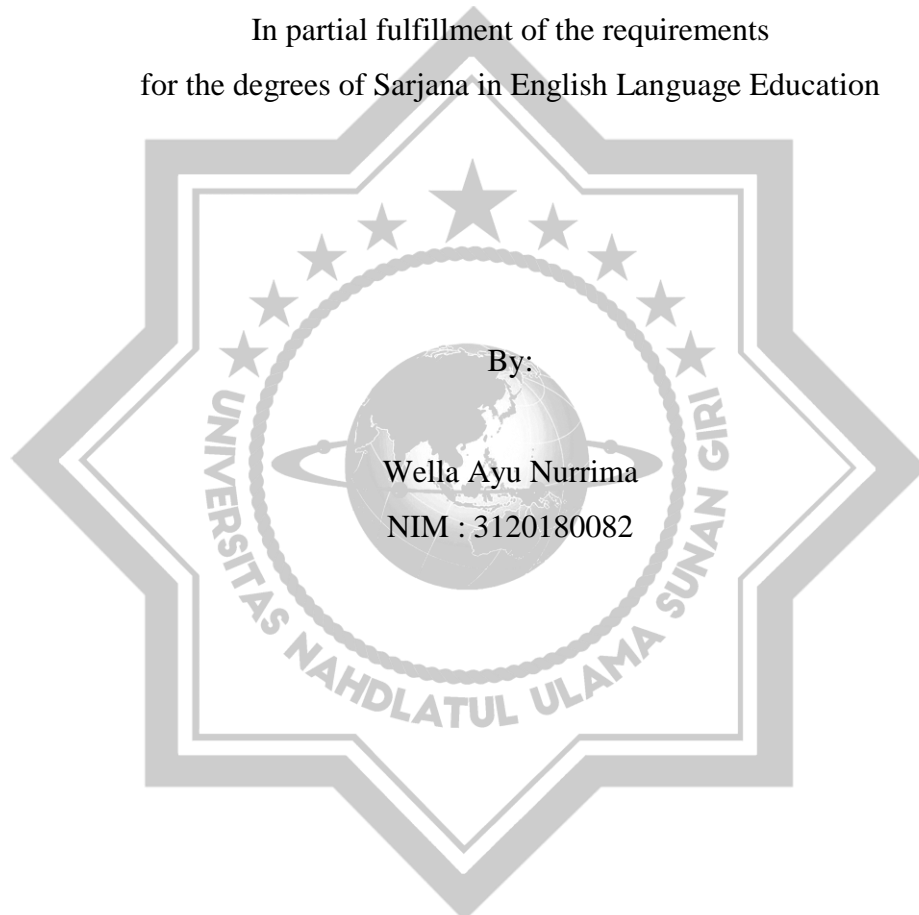 In partial fulfillment of the requirements
for the degrees of Sarjana in English Language Education
By:
Wella Ayu Nurrima
NIM : 3120180082
UNIVERSITAS NAHDLATUL ULAMA SUNAN GIRI